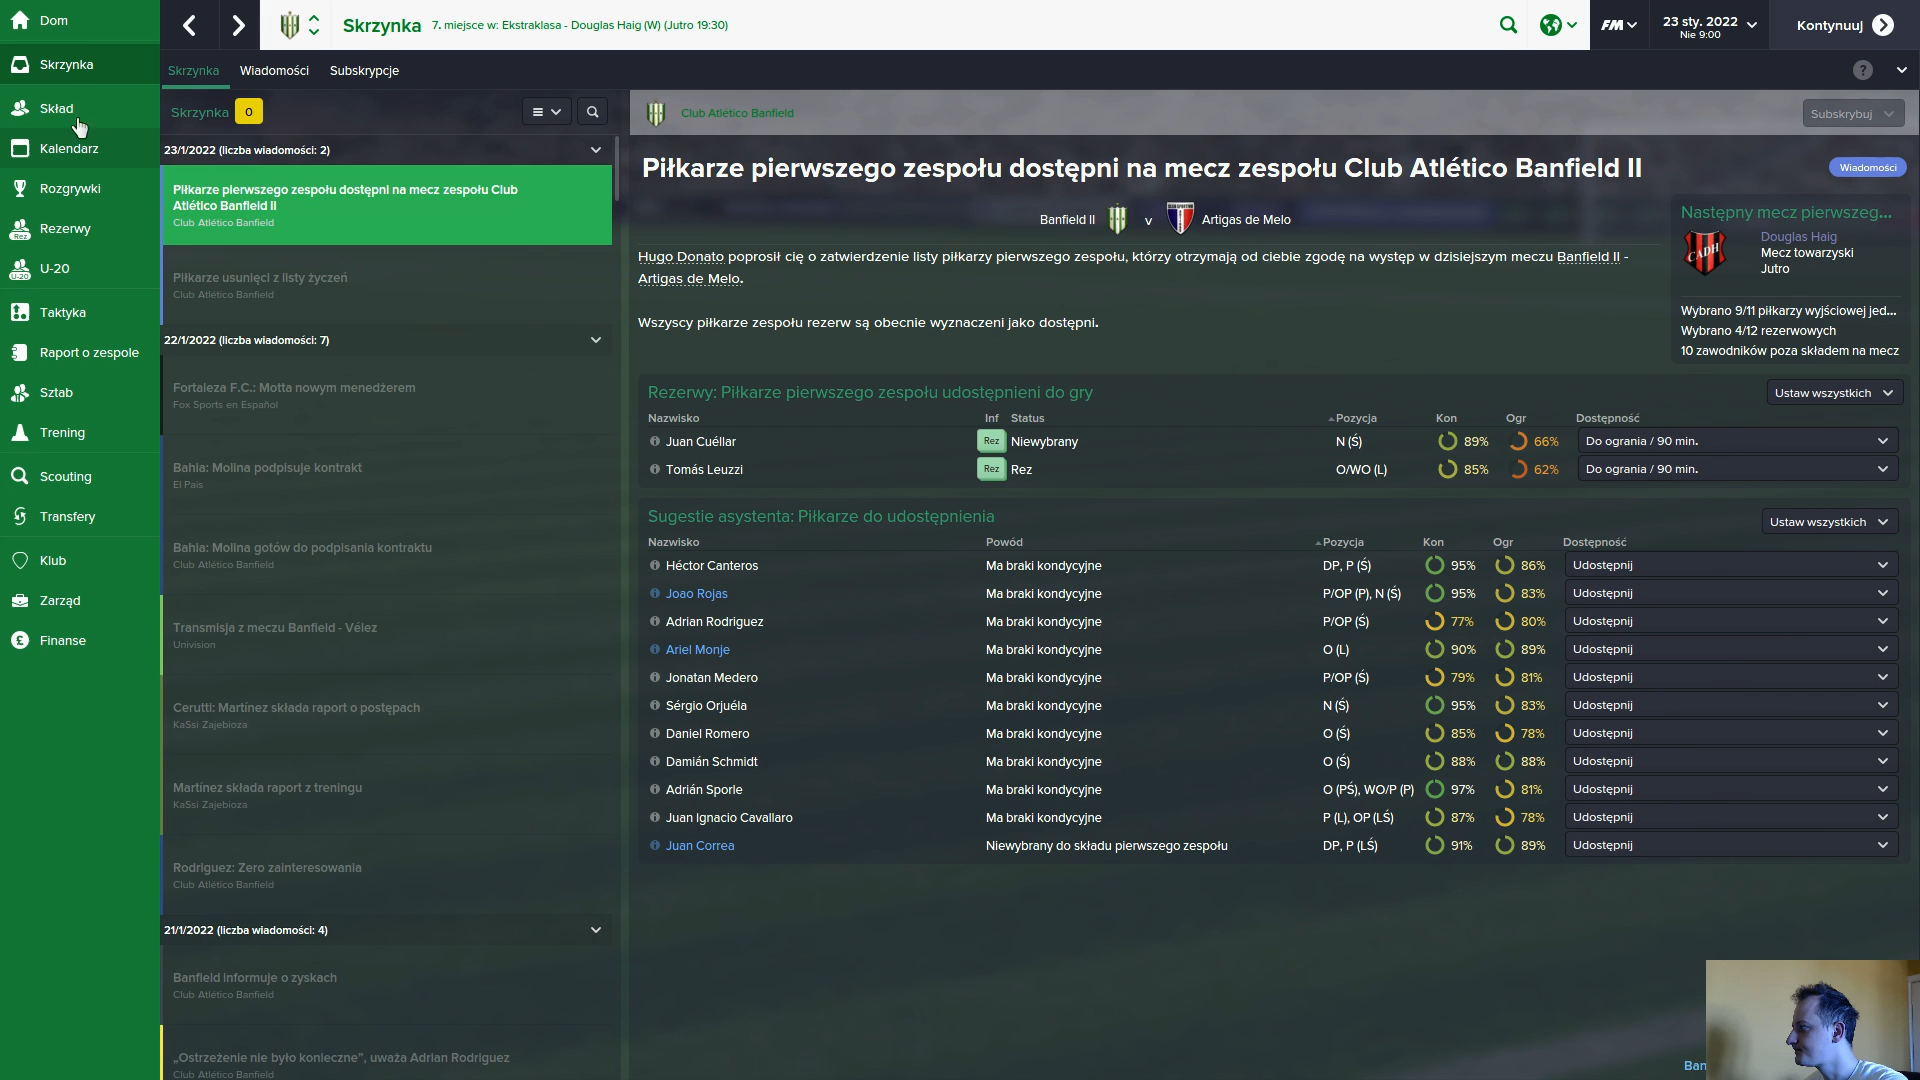 Dom
Skrzynka
Skład
Kalendarz
Rozgrywki
Rezerwy
U-20
Taktyka
Raport o zespole
Sztab
Trening
Scouting
Transfery
Klub
Zarząd
Finanse
Skrzynka
7. miejsce w: Ekstraklasa - Douglas Haig (W) (Jutro 19:30)
FM
23 sty. 2022
Nie 9:00
Kontynuuj
Skrzynka Wiadomości Subskrypcje
?
Skrzynka 0
23/1/2022 (liczba wiadomości: 2)
Piłkarze pierwszego zespołu dostępni na mecz zespołu Club
Atlético Banfield II
Club Atlético Banfield
Piłkarze usunięci z listy życzeń
Club Atlético Banfield
22/1/2022 (liczba wiadomości: 7)
Fortaleza F.C.: Motta nowym menedżerem
Fox Sports en Español
Bahia: Molina podpisuje kontrakt
El Pais
Bahia: Molina gotów do podpisania kontraktu
Club Atlético Banfield
Transmisja z meczu Banfield - Vélez
Univision
Cerutti: Martínez składa raport o postępach
KaSsi Zajebioza
Martínez składa raport z treningu
KaSsi Zajebioza
Rodriguez: Zero zainteresowania
Club Atlético Banfield
21/1/2022 (liczba wiadomości: 4)
Banfield informuje o zyskach
Club Atlético Banfield
„Ostrzeżenie nie było konieczne”, uważa Adrian Rodriguez
Club Atlético Banfield
Club Atlético Banfield
Subskrybuj
Piłkarze pierwszego zespołu dostępni na mecz zespołu Club Atlético Banfield II
Wiadomości
Banfield II v Artigas de Melo
Hugo Donato poprosił cię o zatwierdzenie listy piłkarzy pierwszego zespołu, którzy otrzymają od ciebie zgodę na występ w dzisiejszym meczu Banfield II -
Artigas de Melo.
Wszyscy piłkarze zespołu rezerw są obecnie wyznaczeni jako dostępni.
Następny mecz pierwszeg...
CADH
Douglas Haig
Mecz towarzyski
Jutro
Wybrano 9/11 piłkarzy wyjściowej jed...
Wybrano 4/12 rezerwowych
10 zawodników poza składem na mecz
Rezerwy: Piłkarze pierwszego zespołu udostępnieni do gry
Ustaw wszystkich
Nazwisko Inf Status Pozycja Kon Ogr Dostępność
Juan Cuéllar Rez Niewybrany N (Ś) 89% 66% Do ogrania / 90 min.
Tomás Leuzzi Rez Rez O/WO (L) 85% 62% Do ogrania / 90 min.
Sugestie asystenta: Piłkarze do udostępnienia
Ustaw wszystkich
Nazwisko Powód Pozycja Kon Ogr Dostępność
Héctor Canteros Ma braki kondycyjne DP, P (Ś) 95% 86% Udostępnij
Joao Rojas Ma braki kondycyjne P/OP (P), N (Ś) 95% 83% Udostępnij
Adrian Rodriguez Ma braki kondycyjne P/OP (Ś) 77% 80% Udostępnij
Ariel Monje Ma braki kondycyjne O (L) 90% 89% Udostępnij
Jonatan Medero Ma braki kondycyjne P/OP (Ś) 79% 81% Udostępnij
Sérgio Orjuéla Ma braki kondycyjne N (Ś) 95% 83% Udostępnij
Daniel Romero Ma braki kondycyjne O (Ś) 85% 78% Udostępnij
Damián Schmidt Ma braki kondycyjne O (Ś) 88% 88% Udostępnij
Adrián Sporle Ma braki kondycyjne O (PŚ), WO/P (P) 97% 81% Udostępnij
Juan Ignacio Cavallaro Ma braki kondycyjne P (L), OP (LŚ) 87% 78% Udostępnij
Juan Correa Niewybrany do składu pierwszego zespołu DP, P (LŚ) 91% 89% Udostępnij
Ban